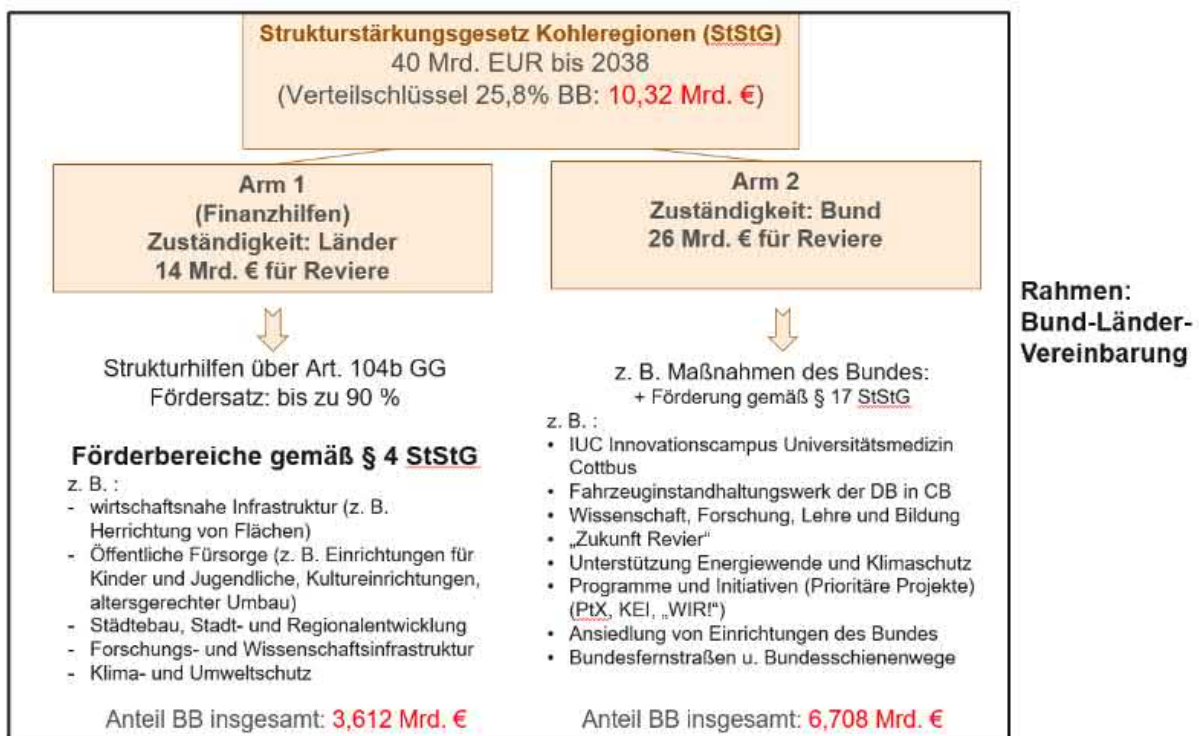 Strukturstärkungsgesetz Kohleregionen (StStG)
40 Mrd. EUR bis 2038
(Verteilschlüssel 25,8% BB: 10,32 Mrd. €)
Arm 1
(Finanzhilfen)
Zuständigkeit: Länder
14 Mrd. € für Reviere
Strukturhilfen über Art. 104b GG
Fördersatz: bis zu 90 %
Förderbereiche gemäß § 4 StStG
z. B. :
- wirtschaftsnahe Infrastruktur (z. B.
Herrichtung von Flächen)
- Öffentliche Fürsorge (z. B. Einrichtungen für
Kinder und Jugendliche, Kultureinrichtungen,
altersgerechter Umbau)
- Städtebau, Stadt- und Regionalentwicklung
- Forschungs- und Wissenschaftsinfrastruktur
- Klima- und Umweltschutz
Anteil BB insgesamt: 3,612 Mrd. €
Arm 2
Zuständigkeit: Bund
26 Mrd. € für Reviere
z. B. Maßnahmen des Bundes:
+ Förderung gemäß § 17 StStG
z. B. :
• IUC Innovationscampus Universitätsmedizin
Cottbus
• Fahrzeuginstandhaltungswerk der DB in CB
• Wissenschaft, Forschung, Lehre und Bildung
• „Zukunft Revier“
• Unterstützung Energiewende und Klimaschutz
• Programme und Initiativen (Prioritäre Projekte)
(PtX, KEI, „WIR!“)
• Ansiedlung von Einrichtungen des Bundes
• Bundesfernstraßen u. Bundesschienenwege
Anteil BB insgesamt: 6,708 Mrd. €
Rahmen:
Bund-Länder-
Vereinbarung